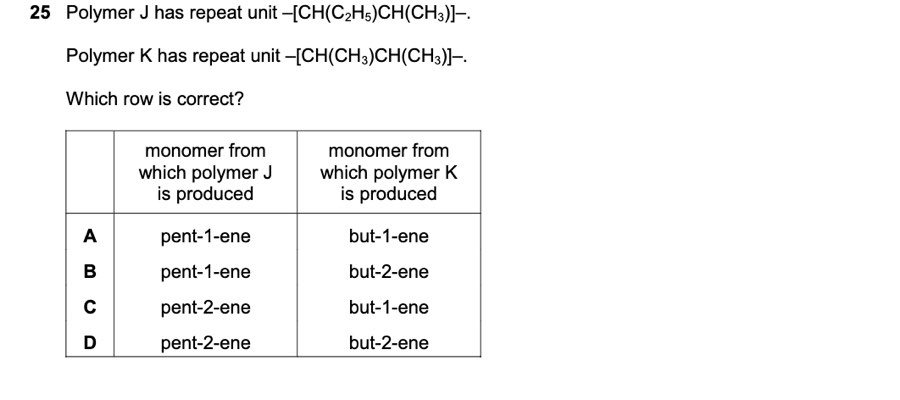 25 Polymer J has repeat unit –[CH(C₂H₅)CH(CH₃)]–.
Polymer K has repeat unit –[CH(CH₃)CH(CH₃)]–.
Which row is correct?
monomer from which polymer J is produced | monomer from which polymer K is produced
A pent-1-ene but-1-ene
B pent-1-ene but-2-ene
C pent-2-ene but-1-ene
D pent-2-ene but-2-ene